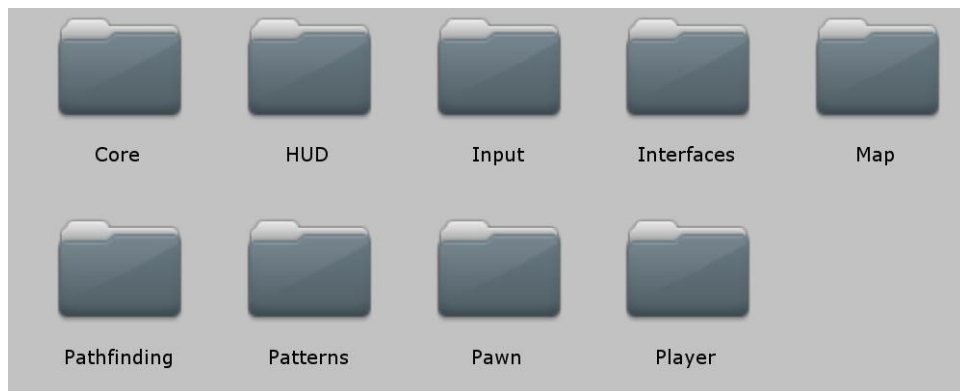 Core HUD Input Interfaces Map
Pathfinding Patterns Pawn Player